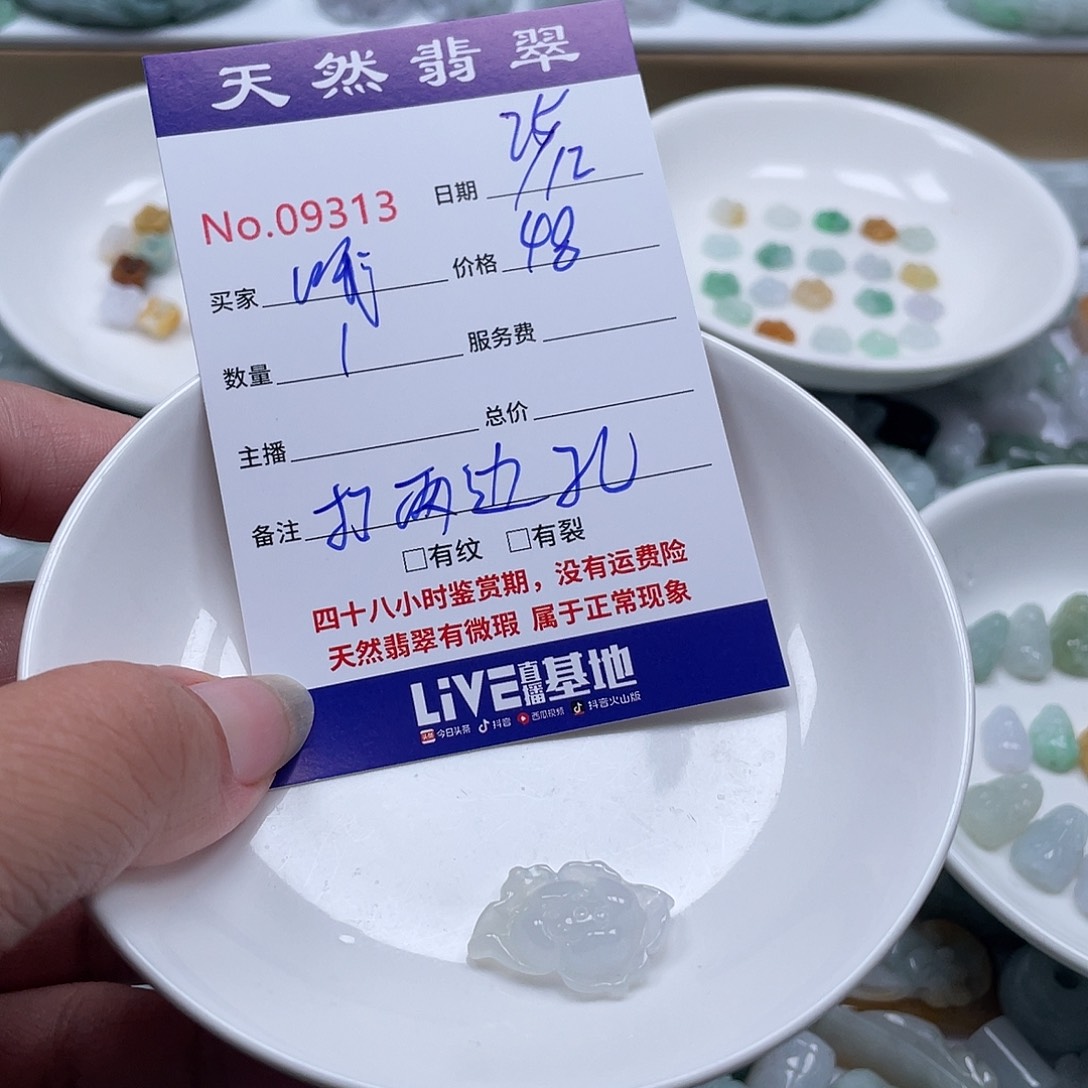 天然翡翠
No.09313
日期 25/12
买家
价格 48
数量 1
服务费
主播
总价
备注 打两边孔
□有纹 □有裂
四十八小时鉴赏期，没有运费险
天然翡翠有微瑕 属于正常现象
LiVE直播基地
头条 今日头条 抖音 西瓜视频 抖音火山版